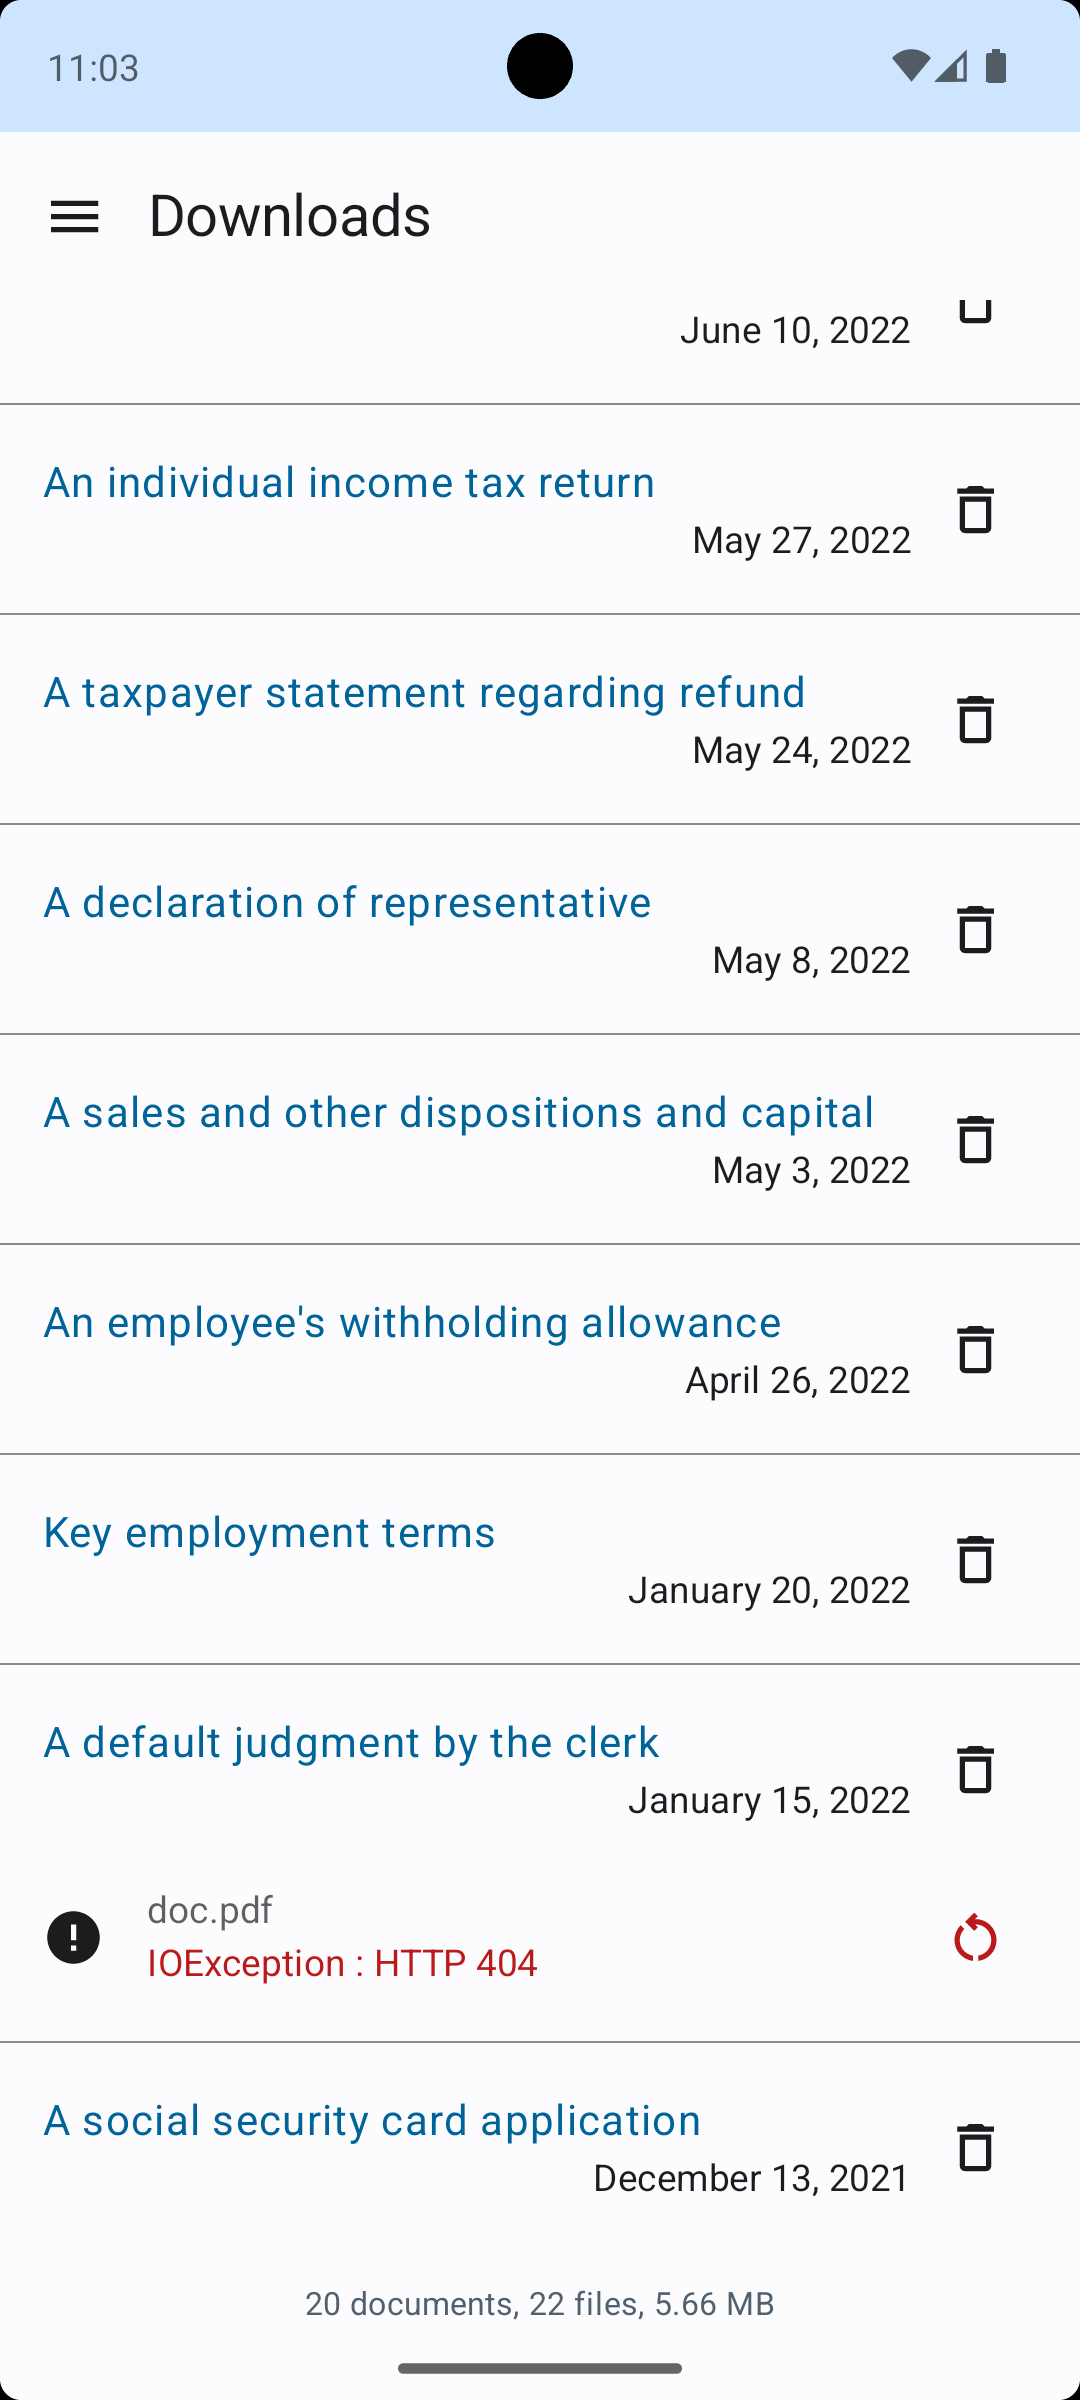 11:03
Downloads
June 10, 2022
An individual income tax return
May 27, 2022
A taxpayer statement regarding refund
May 24, 2022
A declaration of representative
May 8, 2022
A sales and other dispositions and capital
May 3, 2022
An employee's withholding allowance
April 26, 2022
Key employment terms
January 20, 2022
A default judgment by the clerk
January 15, 2022
doc.pdf
IOException : HTTP 404
A social security card application
December 13, 2021
20 documents, 22 files, 5.66 MB